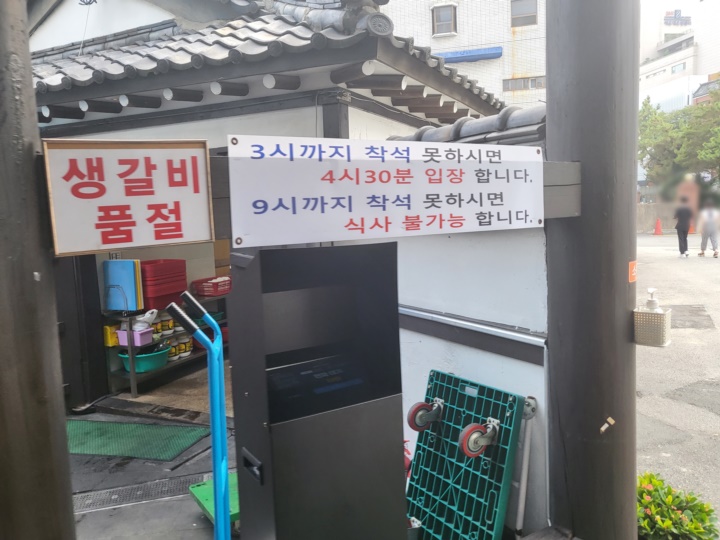 생갈비
품절
3시까지 착석 못하시면
4시30분 입장 합니다.
9시까지 착석 못하시면
식사 불가능 합니다.